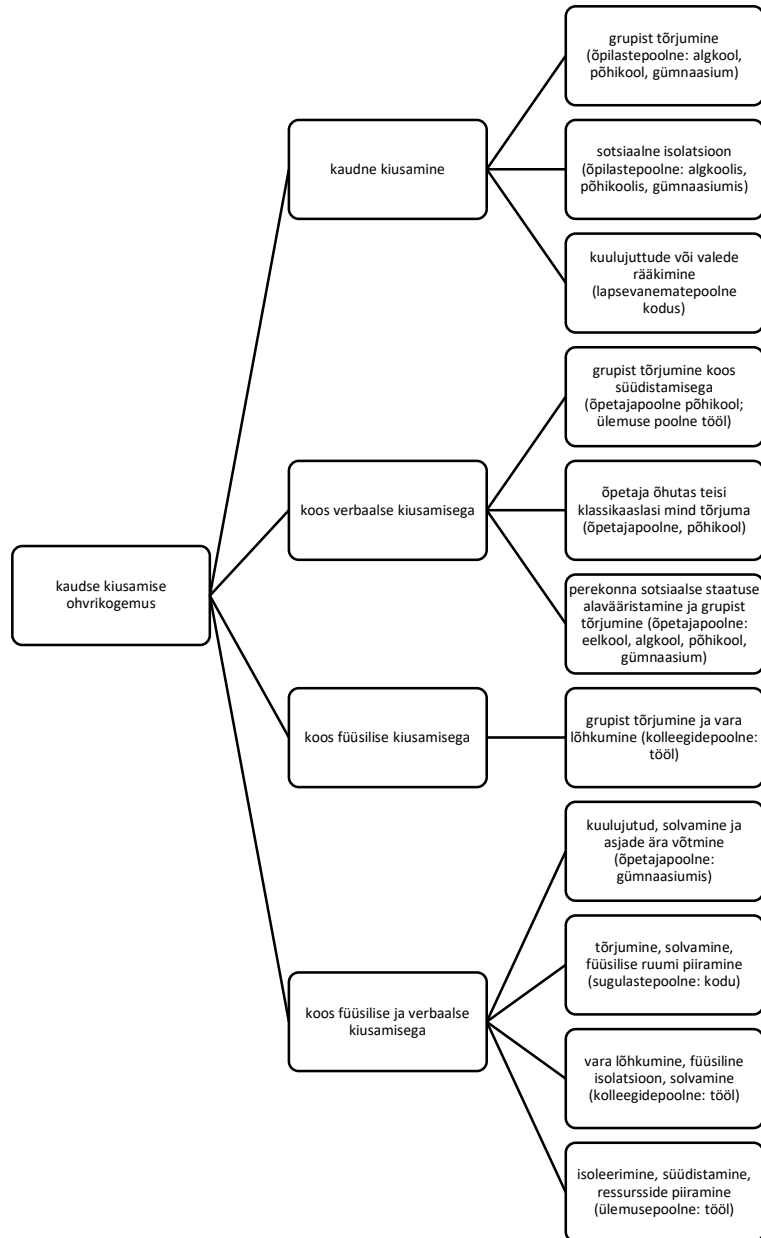 kaudse kiusamise
ohvrikogemus
kaudne kiusamine
grupist tõrjumine
(õpilastepoolne: algkool,
põhikool, gümnaasium)
sotsiaalne isolatsioon
(õpilastepoolne: algkoolis,
põhikoolis, gümnaasiumis)
kuulujuttude või valede
rääkimine
(lapsevanematepoolne
kodus)
koos verbaalse kiusamisega
grupist tõrjumine koos
süüdistamisega
(õpetajapoolne põhikool;
ülemuse poolne tööl)
õpetaja õhutas teisi
klassikaaslasi mind tõrjuma
(õpetajapoolne, põhikool)
perekonna sotsiaalse staatuse
alavääristamine ja grupist
tõrjumine (õpetajapoolne:
eelkool, algkool, põhikool,
gümnaasium)
koos füüsilise kiusamisega
grupist tõrjumine ja vara
lõhkumine (kolleegidepoolne:
tööl)
koos füüsilise ja verbaalse
kiusamisega
kuulujutud, solvamine ja
asjade ära võtmine
(õpetajapoolne:
gümnaasiumis)
tõrjumine, solvamine,
füüsilise ruumi piiramine
(sugulastepoolne: kodu)
vara lõhkumine, füüsiline
isolatsioon, solvamine
(kolleegidepoolne: tööl)
isoleerimine, süüdistamine,
ressursside piiramine
(ülemusepoolne: tööl)